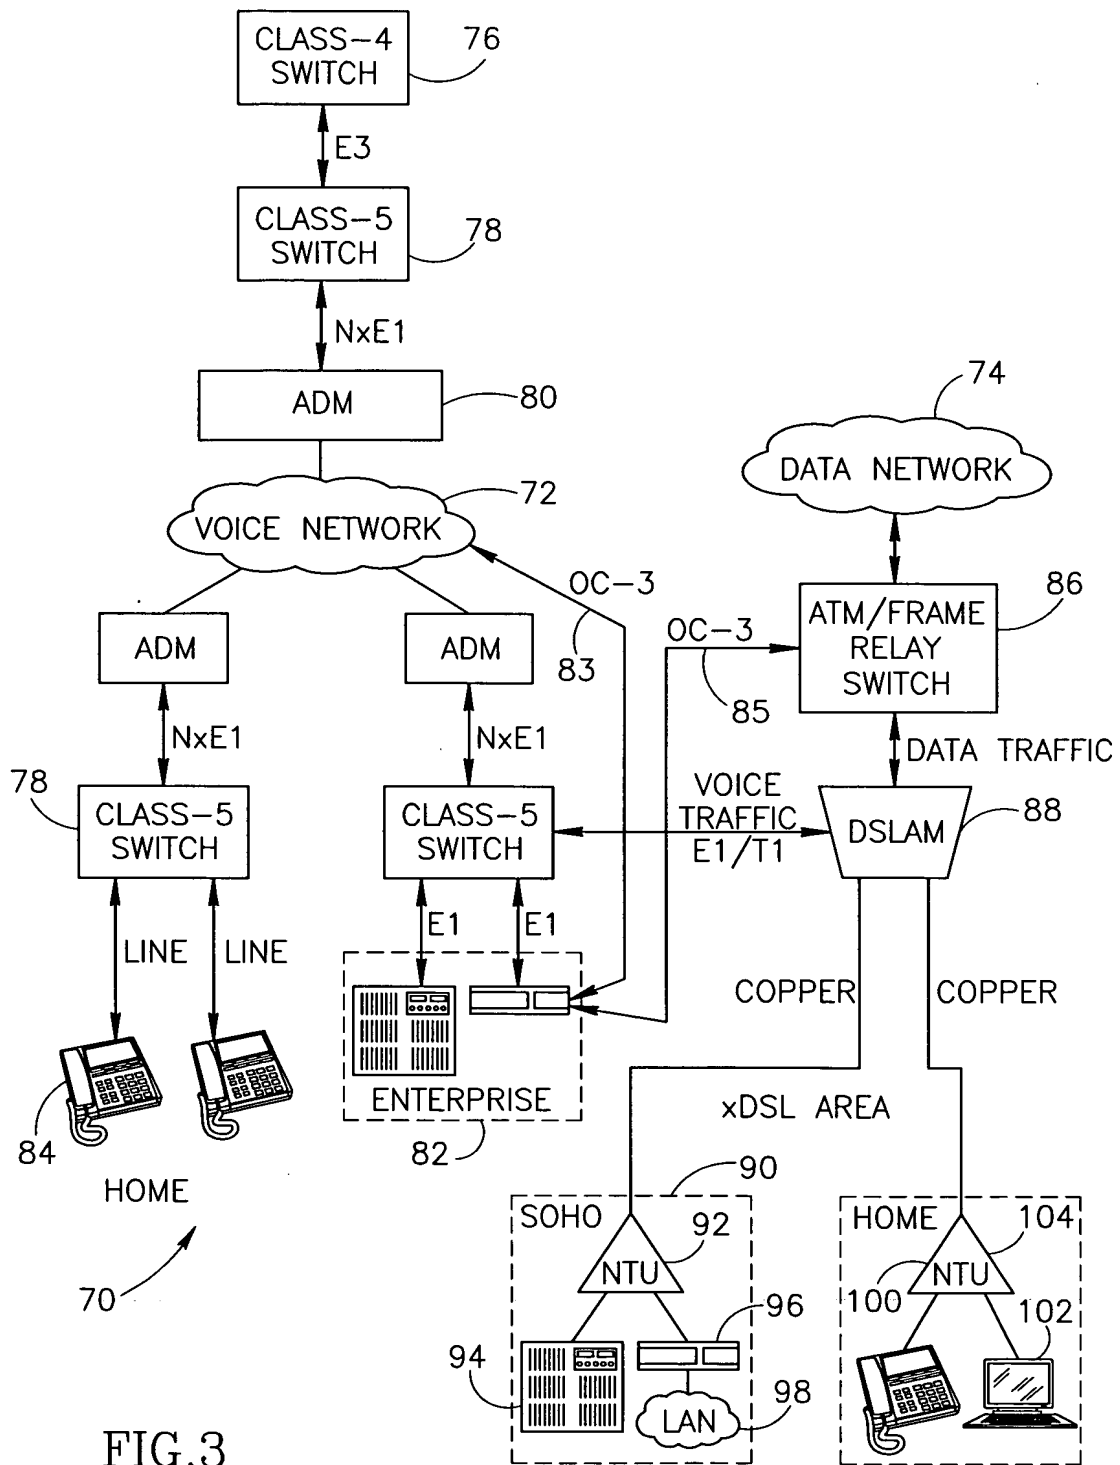 CLASS-4
SWITCH
76
E3
CLASS-5
SWITCH
78
NxE1
ADM
80
74
DATA NETWORK
72
VOICE NETWORK
OC-3
83
ADM
ADM
OC-3
85
ATM/FRAME
RELAY
SWITCH
86
NxE1
NxE1
DATA TRAFFIC
78
CLASS-5
SWITCH
CLASS-5
SWITCH
VOICE
TRAFFIC
E1/T1
DSLAM
88
LINE
LINE
E1
E1
COPPER
COPPER
ENTERPRISE
82
84
HOME
70
xDSL AREA
90
SOHO
92
NTU
94
96
LAN
98
HOME
104
NTU
100
102
FIG.3